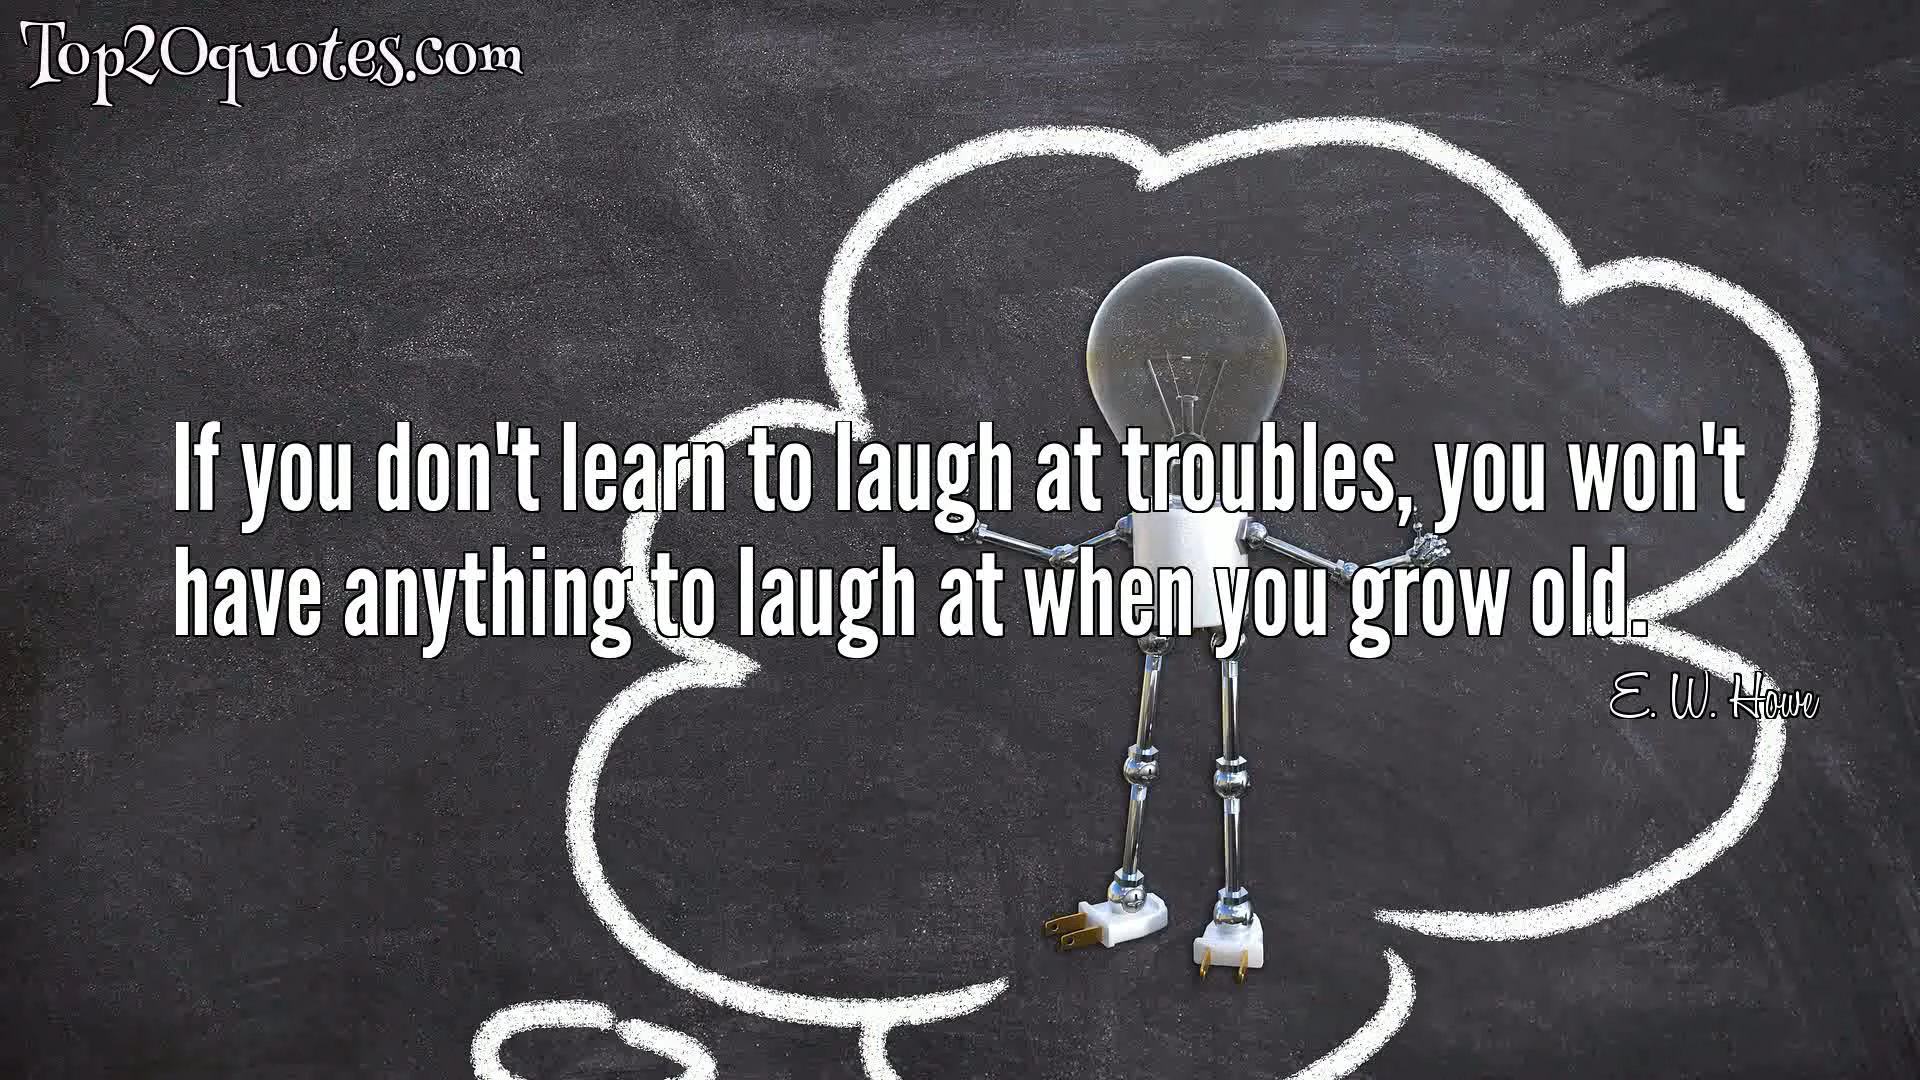 Top20quotes.com
If you don't learn to laugh at troubles, you won't
have anything to laugh at when you grow old.
E. W. Howe